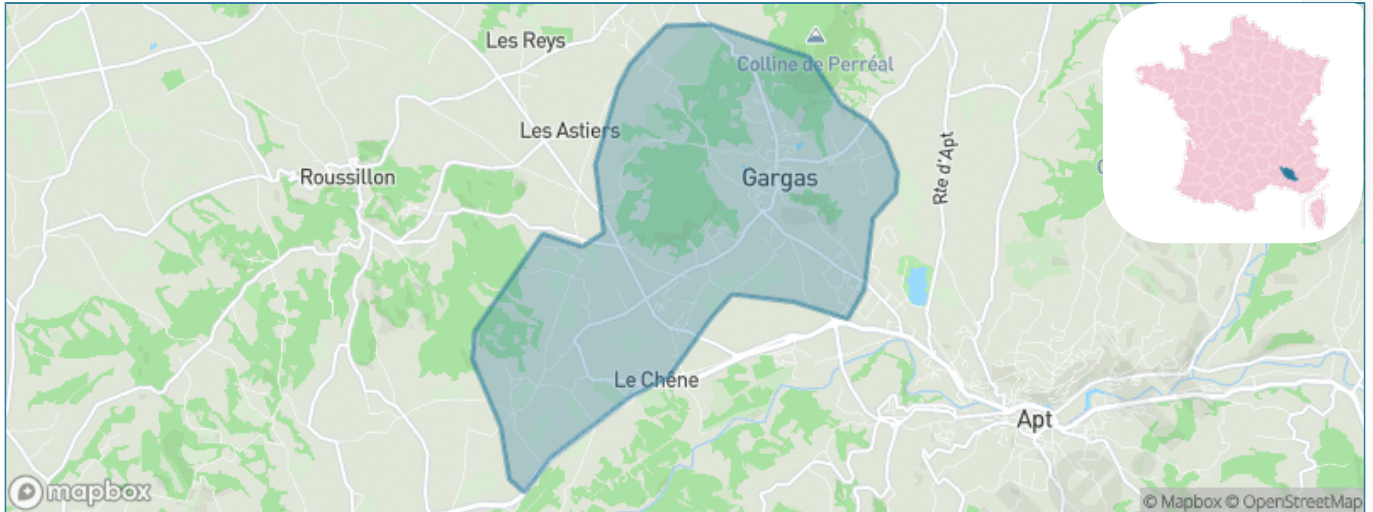 Les Reys
Colline de Perréal
Les Astiers
Rte d'Apt
Roussillon
Gargas
Le Chêne
Apt
mapbox
© Mapbox © OpenStreetMap